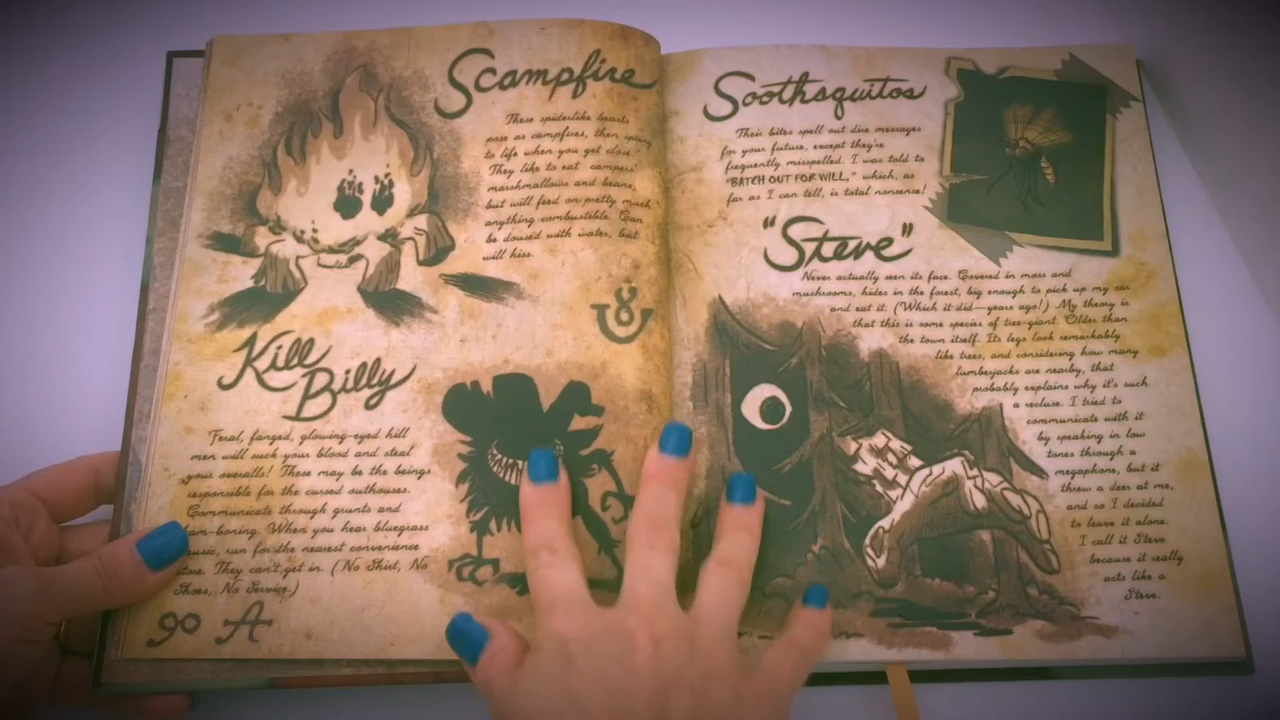 Scampfire
These spiderlike beasts
pose as campfires, then spring
to life when you get close.
They like to eat campers'
marshmallows and beans,
but will feed on pretty much
anything combustible. Can
be doused with water, but
will hiss.
Kill
Billy
Feral, fanged, glowing-eyed hill
men will suck your blood and steal
your overalls! These may be the beings
responsible for the cursed outhouses.
Communicate through grunts and
ham-boning. When you hear bluegrass
music, run for the nearest convenience
store. They can't get in. (No Shirt, No
Shoes, No Service.)
Soothsquitos
Their bites spell out dire messages
for your future, except they're
frequently misspelled. I was told to
"BATCH OUT FOR WILL," which, as
far as I can tell, is total nonsense!
"Steve"
Never actually seen its face. Covered in moss and
mushrooms, hides in the forest, big enough to pick up my car
and eat it. (Which it did—years ago!) My theory is
that this is some species of tree-giant. Older than
the town itself. Its legs look remarkably
like trees, and considering how many
lumberjacks are nearby, that
probably explains why it's such
a recluse. I tried to
communicate with it
by speaking in low
tones through a
megaphone, but it
threw a deer at me,
and so I decided
to leave it alone.
I call it Steve
because it really
acts like a
Steve.